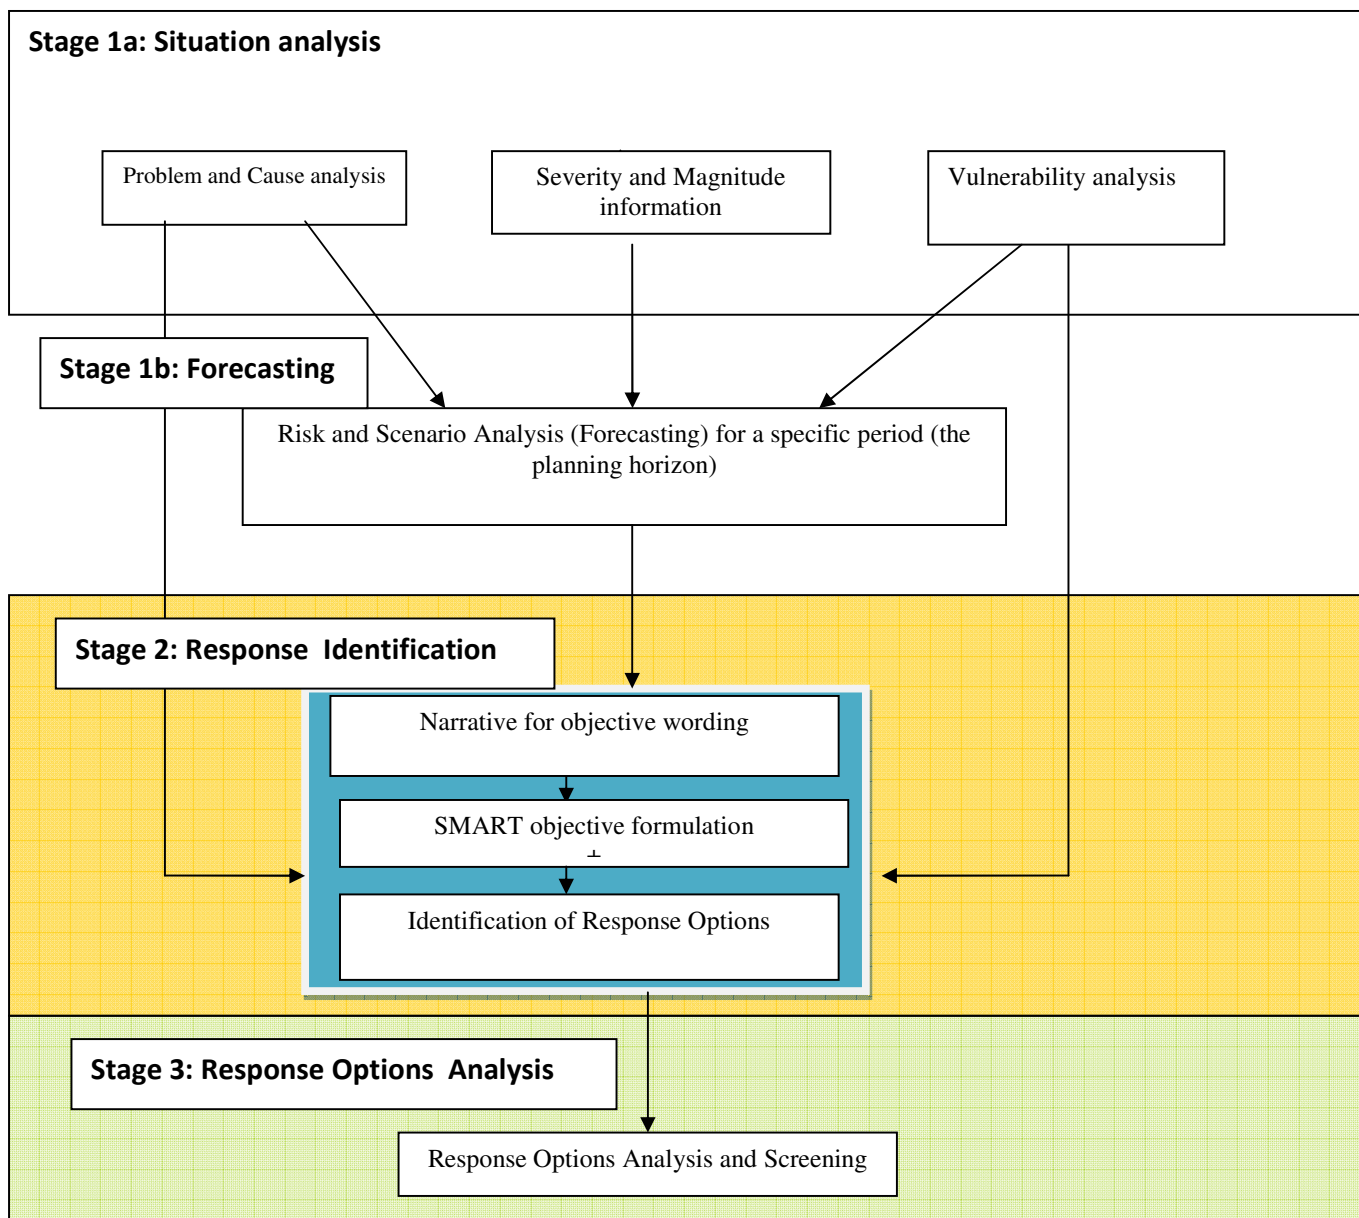 Stage 1a: Situation analysis
Problem and Cause analysis
Severity and Magnitude
information
Vulnerability analysis
Stage 1b: Forecasting
Risk and Scenario Analysis (Forecasting) for a specific period (the
planning horizon)
Stage 2: Response Identification
Narrative for objective wording
SMART objective formulation
Identification of Response Options
Stage 3: Response Options Analysis
Response Options Analysis and Screening